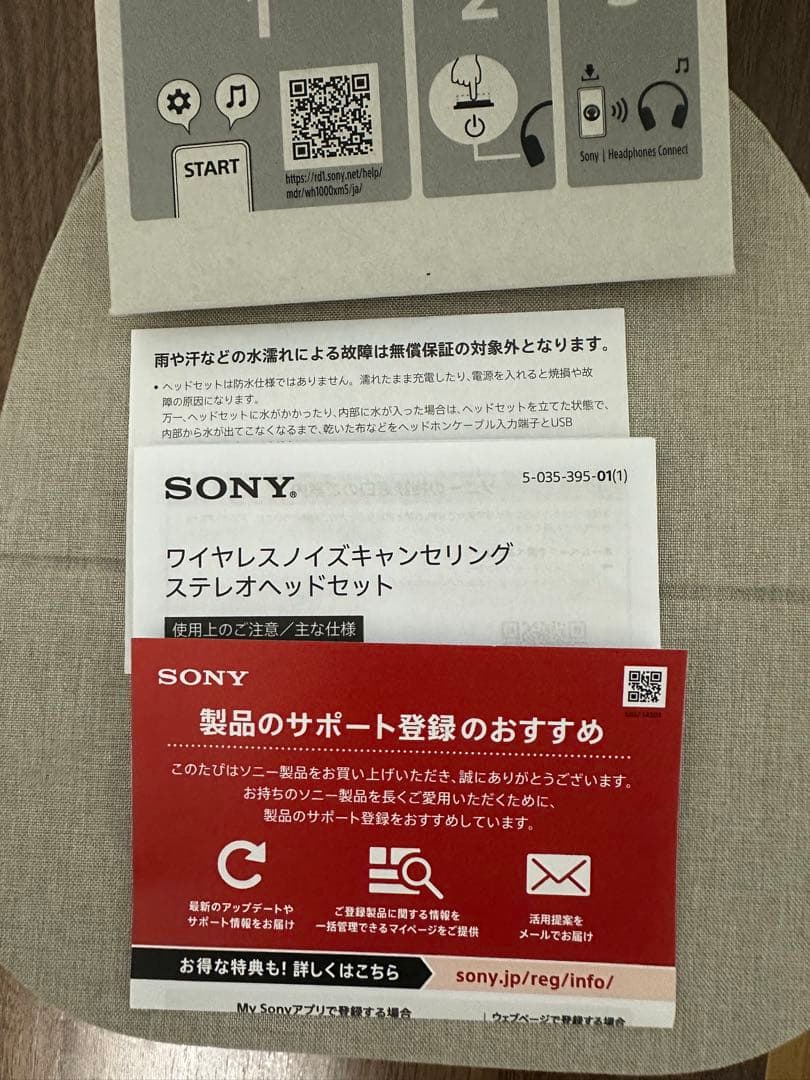 1
2
3
START
https://rd1.sony.net/help/
mdr/wh1000xm5/ja/
Sony | Headphones Connect
雨や汗などの水濡れによる故障は無償保証の対象外となります。
• ヘッドセットは防水仕様ではありません。濡れたまま充電したり、電源を入れると焼損や故
障の原因になります。
万一、ヘッドセットに水がかかったり、内部に水が入った場合は、ヘッドセットを立てた状態で、
内部から水が出てこなくなるまで、乾いた布などをヘッドホンケーブル入力端子とUSB
SONY®
5-035-395-01(1)
ワイヤレスノイズキャンセリング
ステレオヘッドセット
使用上のご注意／主な仕様
SONY
製品のサポート登録のおすすめ
このたびはソニー製品をお買い上げいただき、誠にありがとうございます。
お持ちのソニー製品を長くご愛用いただくために、
製品のサポート登録をおすすめしています。
最新のアップデートや
サポート情報をお届け
ご登録製品に関する情報を
一括管理できるマイページをご提供
活用提案を
メールでお届け
お得な特典も！詳しくはこちら
sony.jp/reg/info/
My Sonyアプリで登録する場合
ウェブページで登録する場合